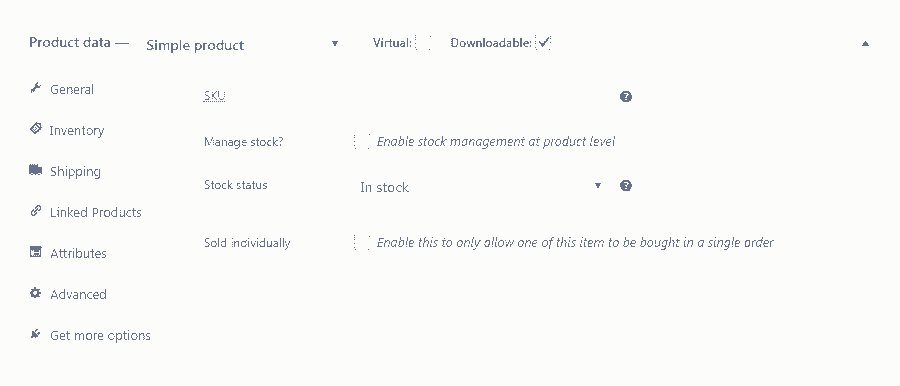 Product data — Simple product Virtual: Downloadable:
General
Inventory
Shipping
Linked Products
Attributes
Advanced
Get more options
SKU
Manage stock? Enable stock management at product level
Stock status In stock
Sold individually Enable this to only allow one of this item to be bought in a single order